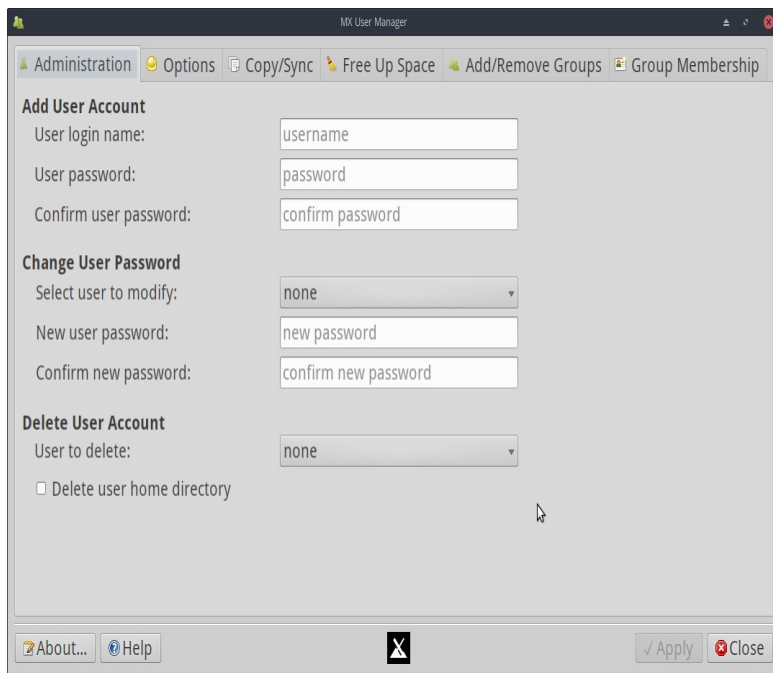 MX User Manager
Administration Options Copy/Sync Free Up Space Add/Remove Groups Group Membership
Add User Account
User login name: username
User password: password
Confirm user password: confirm password
Change User Password
Select user to modify: none
New user password: new password
Confirm new password: confirm new password
Delete User Account
User to delete: none
Delete user home directory
About... Help Apply Close